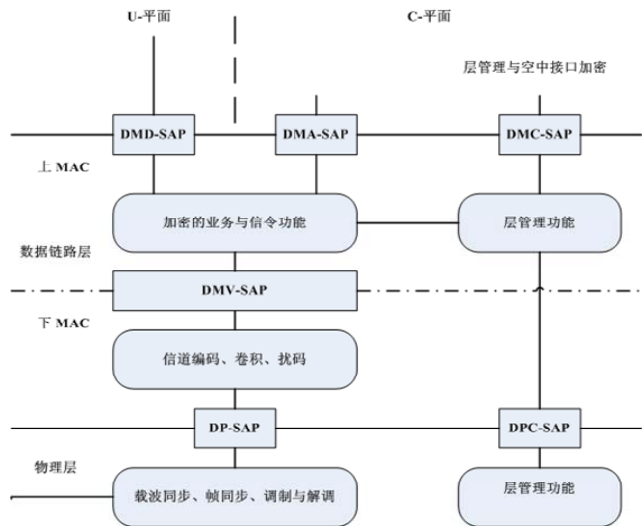 U-平面
C-平面
层管理与空中接口加密
DMD-SAP
DMA-SAP
DMC-SAP
上 MAC
加密的业务与信令功能
层管理功能
数据链路层
DMV-SAP
下 MAC
信道编码、卷积、扰码
DP-SAP
DPC-SAP
物理层
载波同步、帧同步、调制与解调
层管理功能